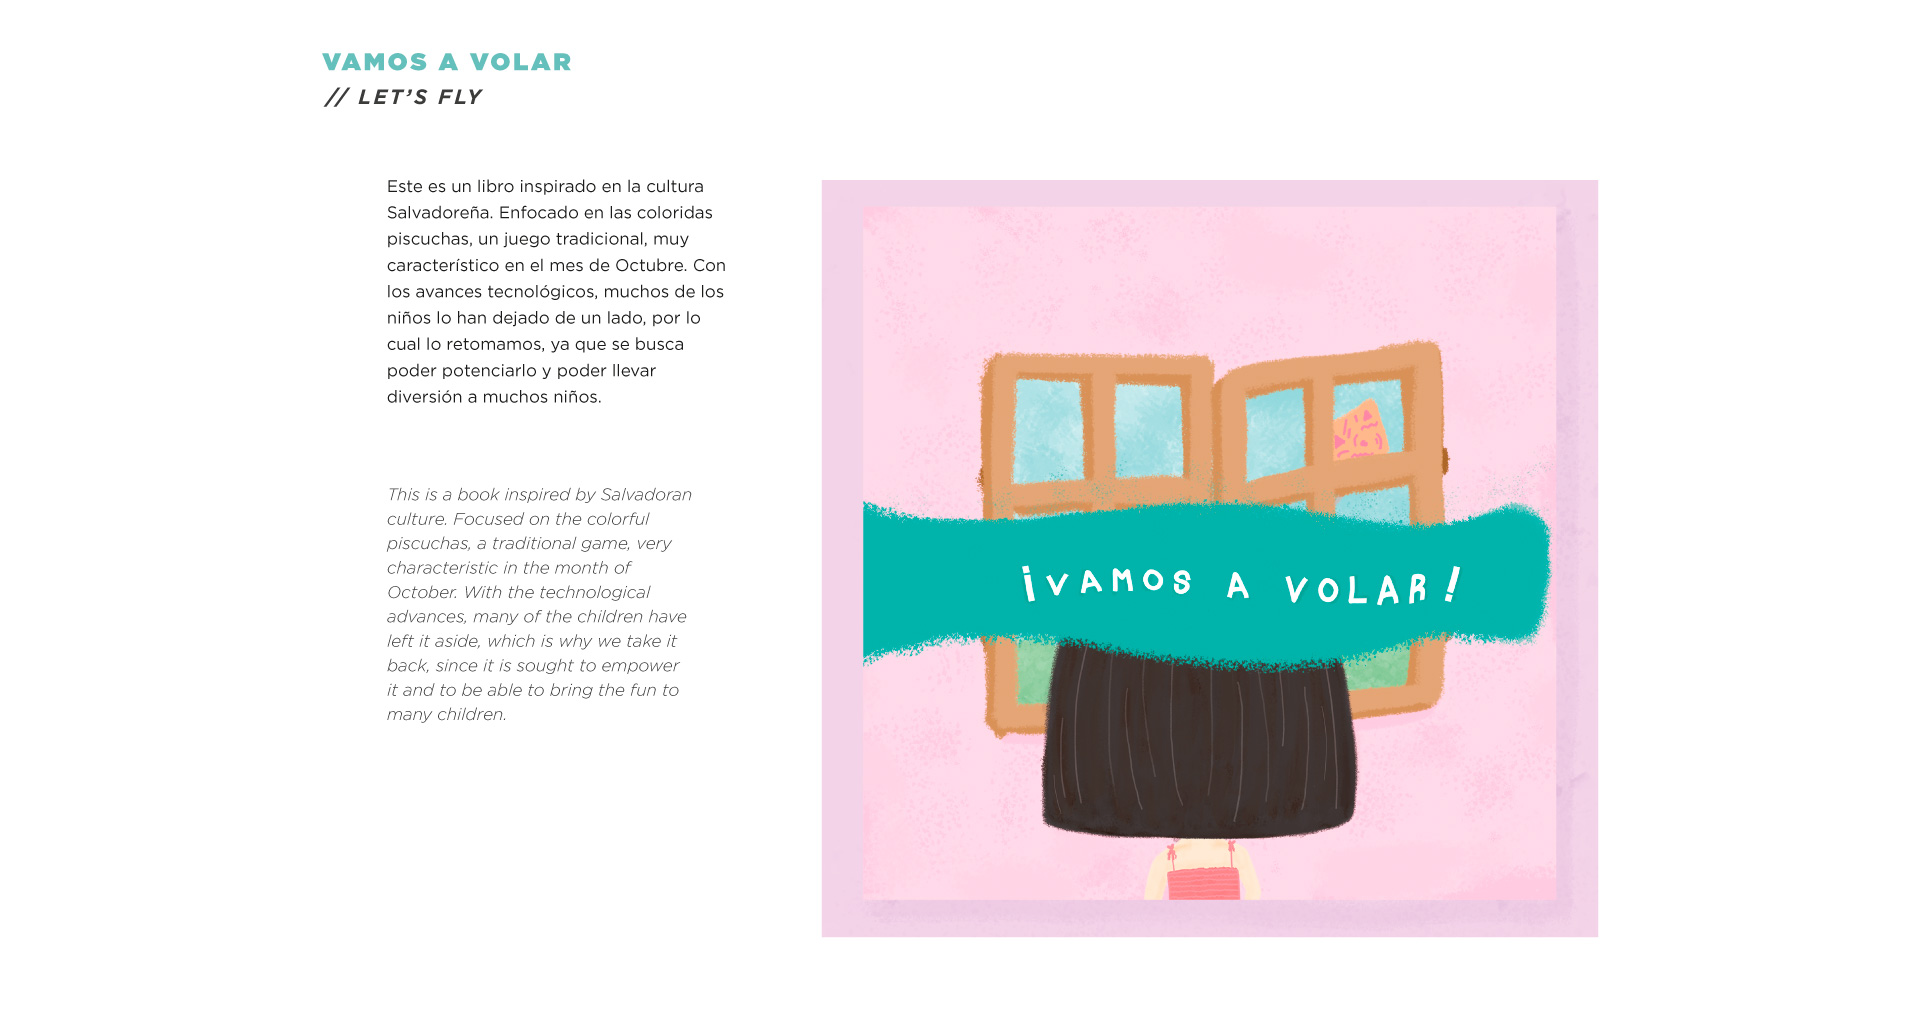 VAMOS A VOLAR
// LET’S FLY
Este es un libro inspirado en la cultura
Salvadoreña. Enfocado en las coloridas
piscuchas, un juego tradicional, muy
característico en el mes de Octubre. Con
los avances tecnológicos, muchos de los
niños lo han dejado de un lado, por lo
cual lo retomamos, ya que se busca
poder potenciarlo y poder llevar
diversión a muchos niños.
This is a book inspired by Salvadoran
culture. Focused on the colorful
piscuchas, a traditional game, very
characteristic in the month of
October. With the technological
advances, many of the children have
left it aside, which is why we take it
back, since it is sought to empower
it and to be able to bring the fun to
many children.
¡VAMOS A VOLAR!